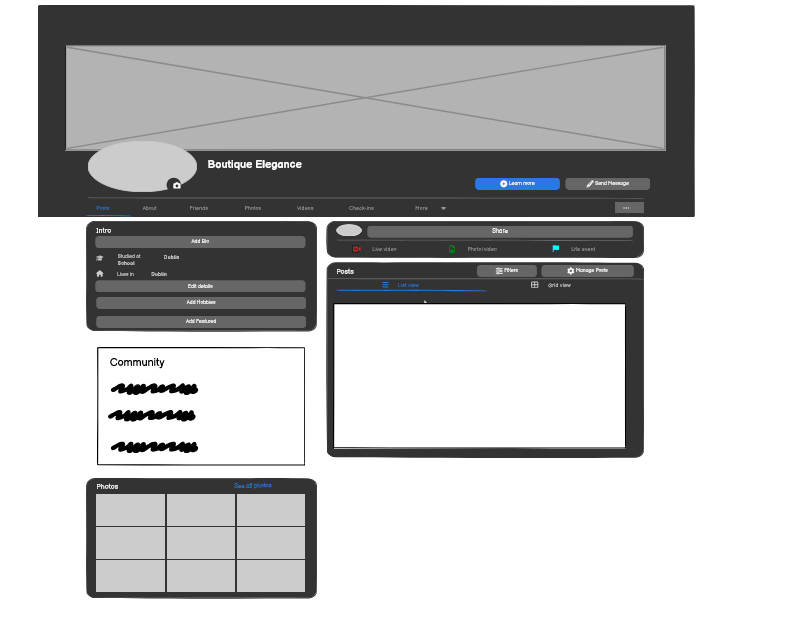 Boutique Elegance
Learn more
Send Message
Posts About Friends Photos Videos Check-ins More
Intro
Add Bio
Studied at School Dublin
Lives in Dublin
Edit details
Add Hobbies
Add Featured
Share
Live video Photo/video Life event
Posts
Filters
Manage Posts
List view
Grid view
Community
Photos
See all photos